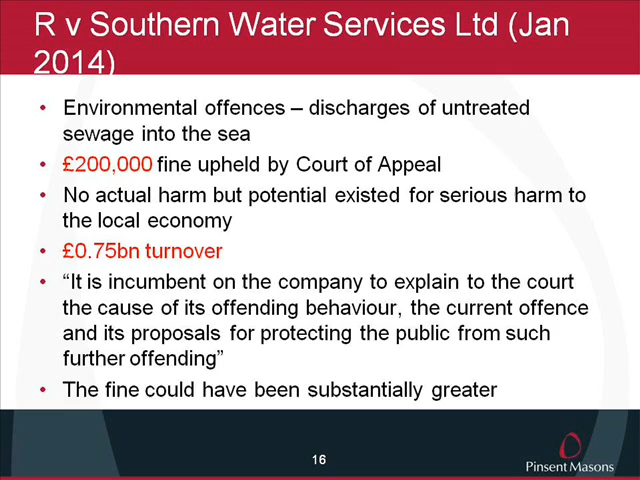 R v Southern Water Services Ltd (Jan
2014)
• Environmental offences – discharges of untreated
sewage into the sea
• £200,000 fine upheld by Court of Appeal
• No actual harm but potential existed for serious harm to
the local economy
• £0.75bn turnover
• “It is incumbent on the company to explain to the court
the cause of its offending behaviour, the current offence
and its proposals for protecting the public from such
further offending”
• The fine could have been substantially greater
16
Pinsent Masons